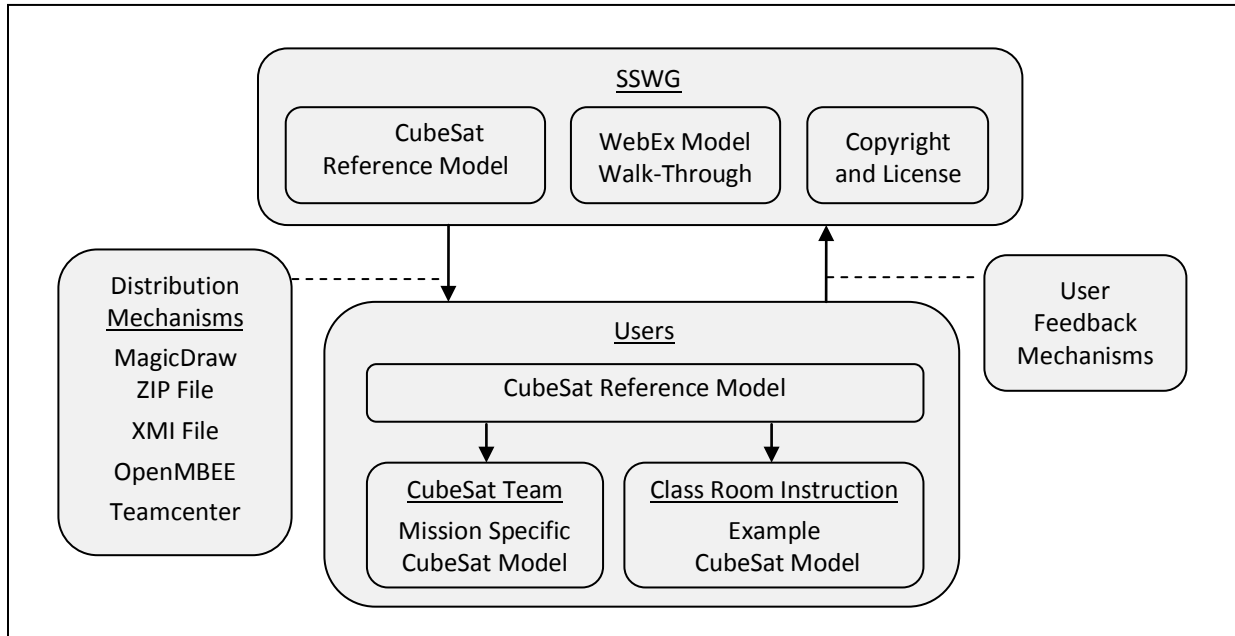 SSWG
CubeSat
Reference Model
WebEx Model
Walk-Through
Copyright
and License
Distribution
Mechanisms
MagicDraw
ZIP File
XMI File
OpenMBEE
Teamcenter
User
Feedback
Mechanisms
Users
CubeSat Reference Model
CubeSat Team
Mission Specific
CubeSat Model
Class Room Instruction
Example
CubeSat Model